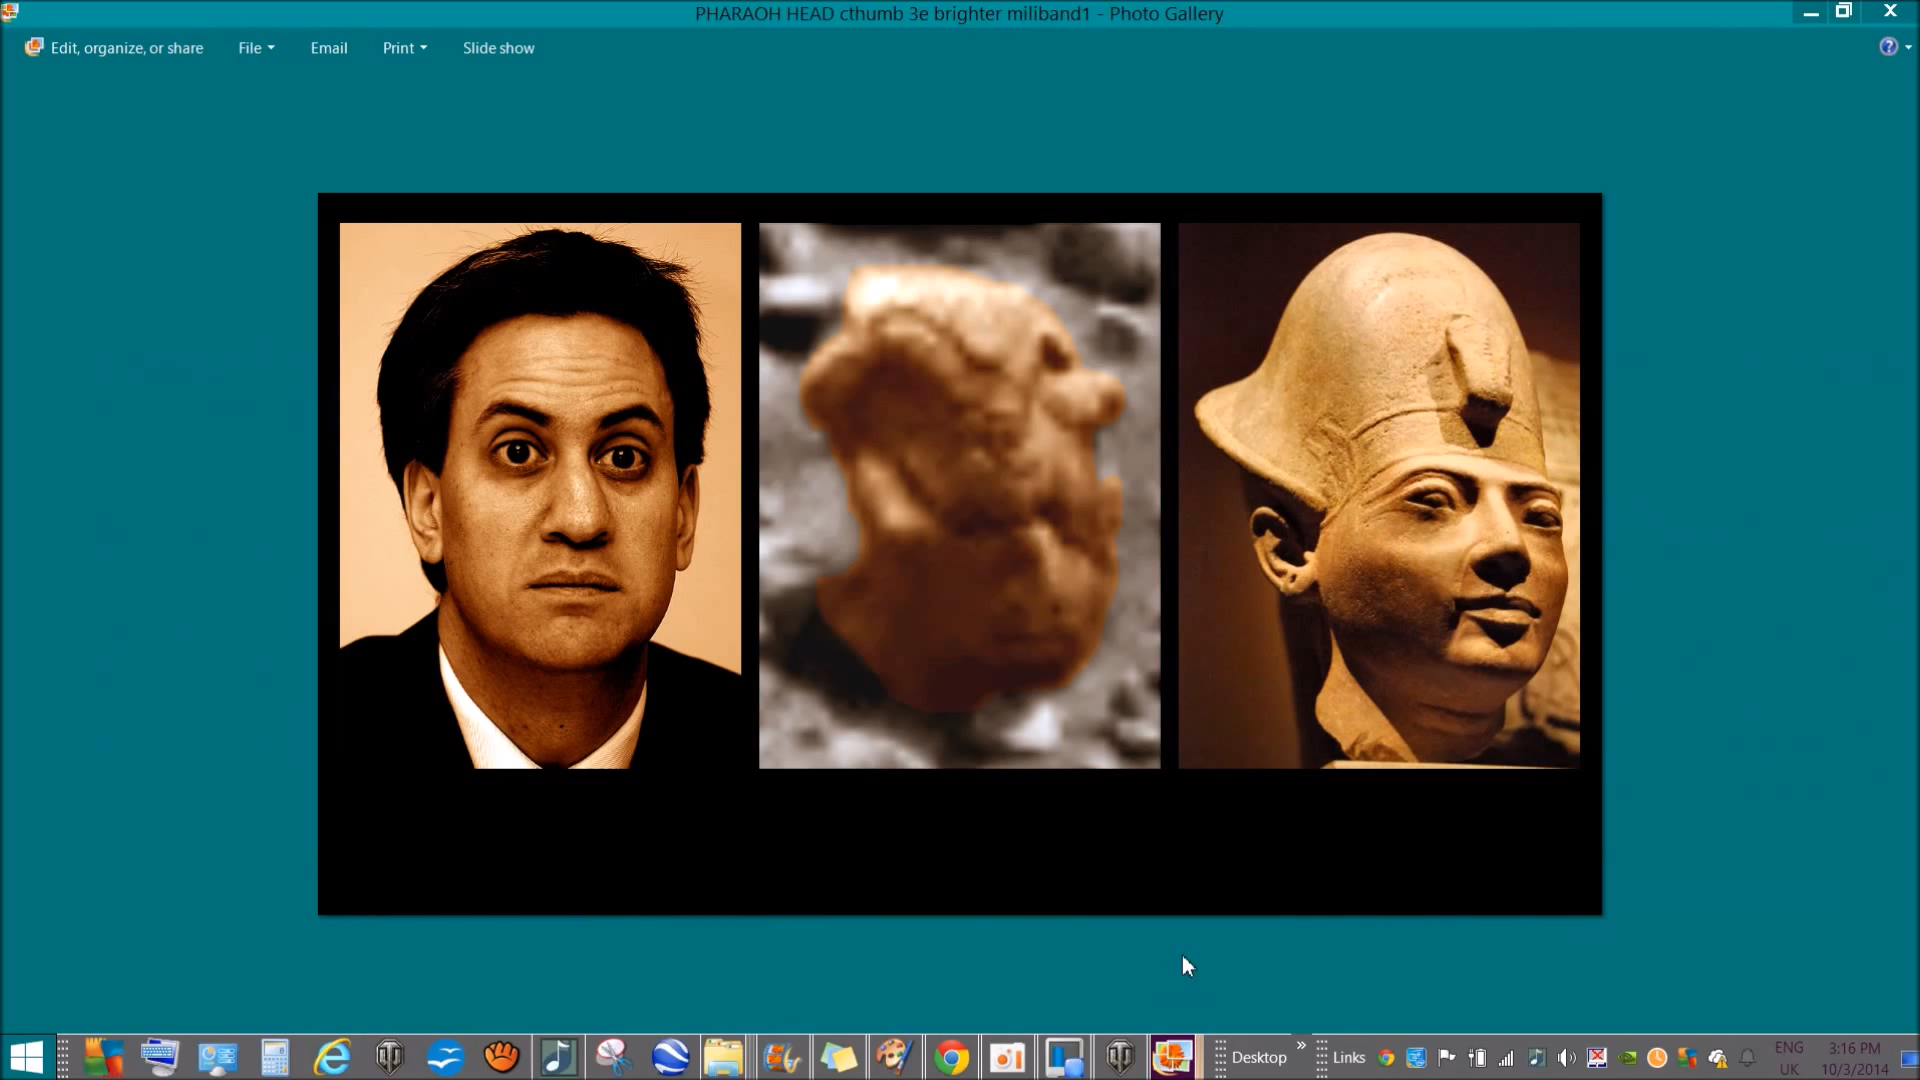 PHARAOH HEAD cthumb 3e brighter miliband1 - Photo Gallery
Edit, organize, or share File Email Print Slide show
Desktop » Links ENG 3:16 PM
UK 10/3/2014